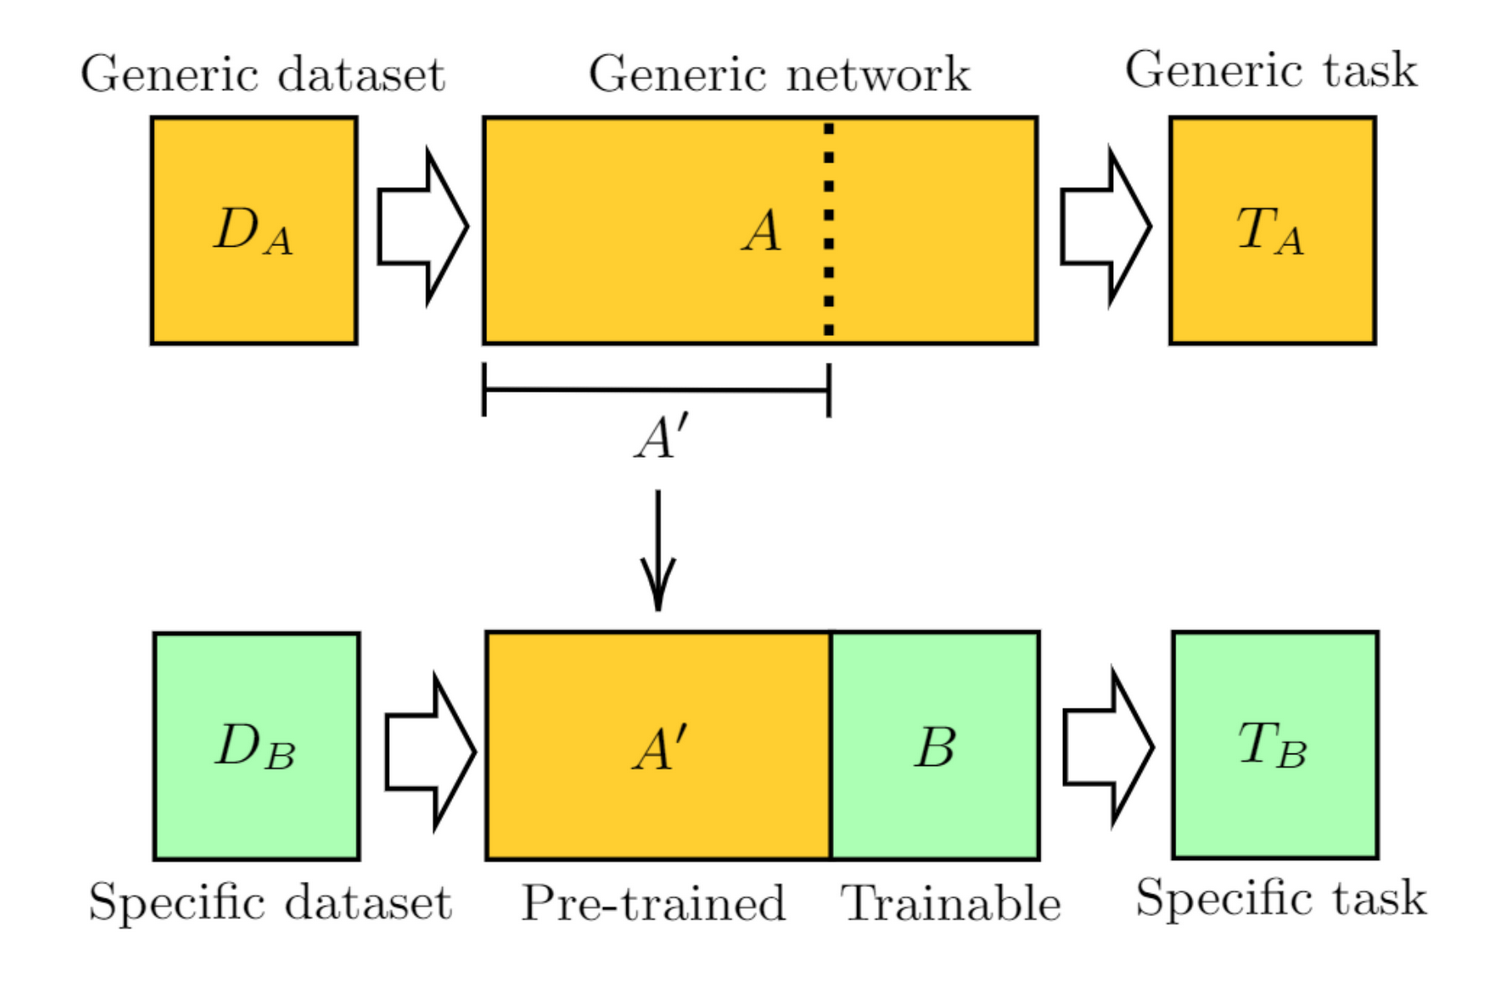 Generic dataset
Generic network
Generic task
D_A
A
T_A
A′
D_B
A′
B
T_B
Specific dataset
Pre-trained
Trainable
Specific task